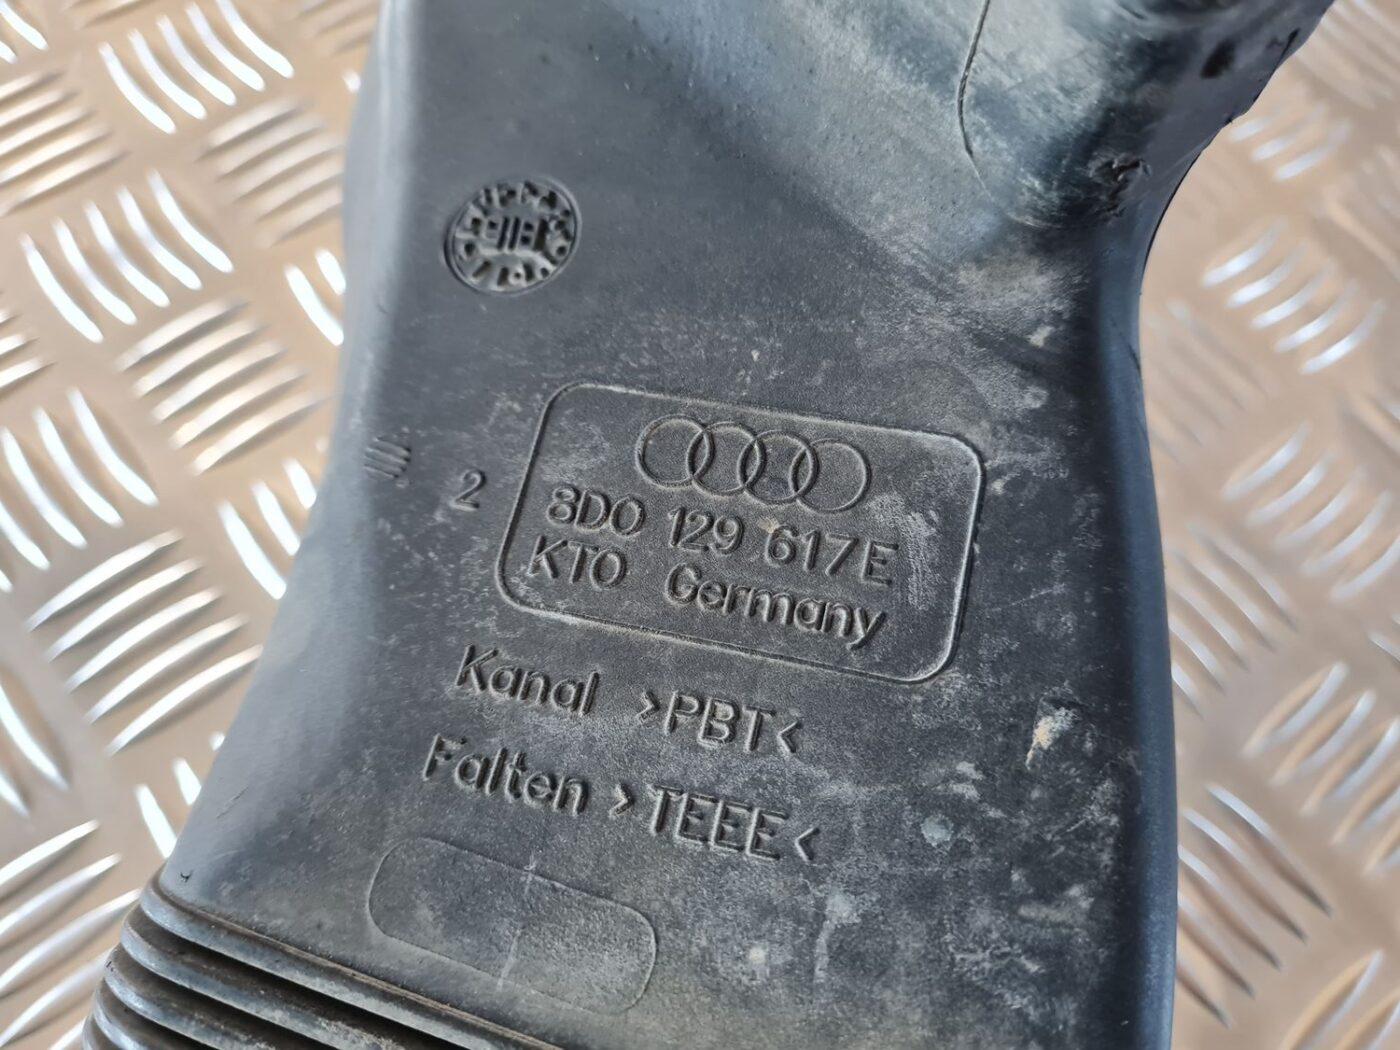 2
8D0 129 617E
KTO Germany
Kanal >PBT<
Falten >TEEE<